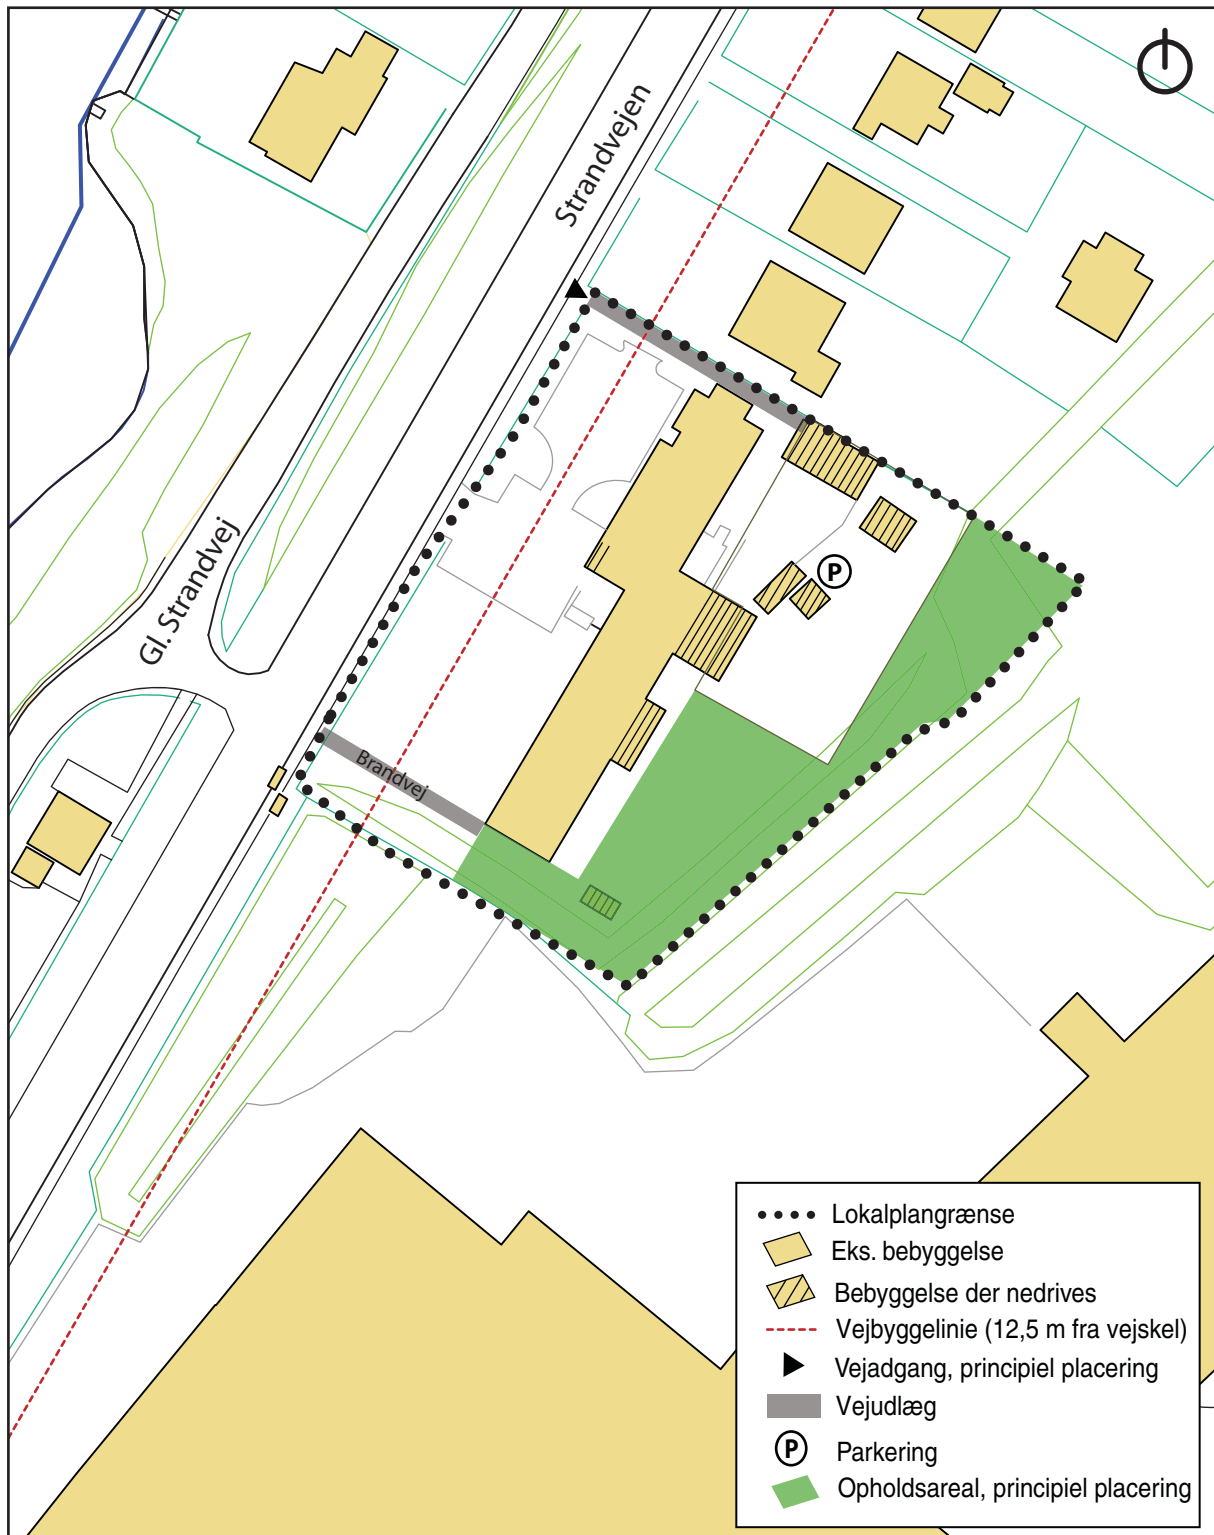 Strandvejen
Gl. Strandvej
P
Brandvej
Lokalplangrænse
Eks. bebyggelse
Bebyggelse der nedrives
Vejbyggelinie (12,5 m fra vejskel)
Vejadgang, principiel placering
Vejudlæg
P Parkering
Opholdsareal, principiel placering